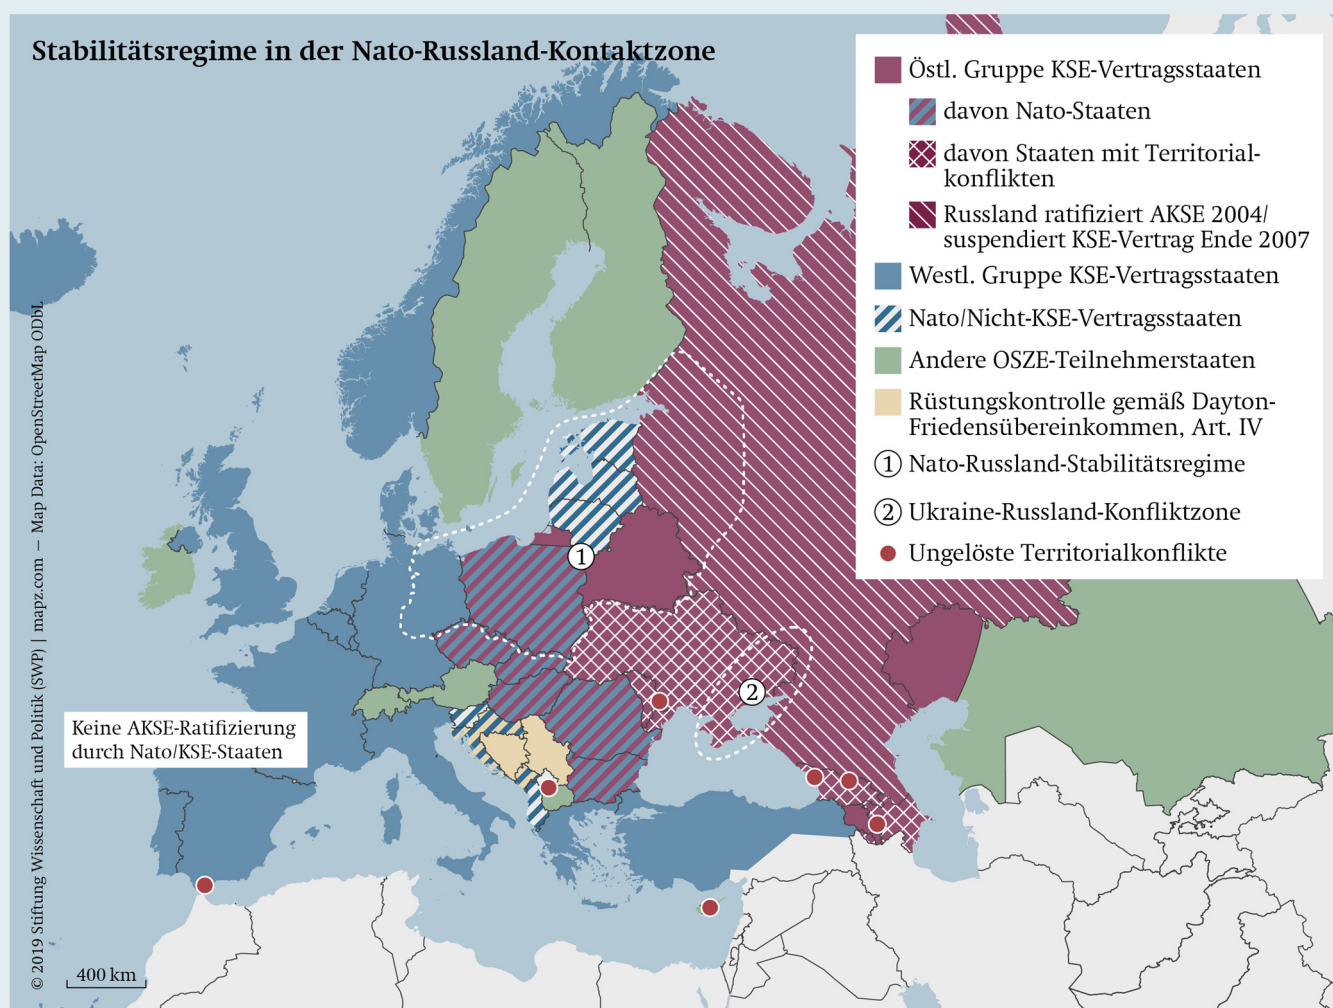 Stabilitätsregime in der Nato-Russland-Kontaktzone
Östl. Gruppe KSE-Vertragsstaaten
davon Nato-Staaten
davon Staaten mit Territorial-
konflikten
Russland ratifiziert AKSE 2004/
suspendiert KSE-Vertrag Ende 2007
Westl. Gruppe KSE-Vertragsstaaten
Nato/Nicht-KSE-Vertragsstaaten
Andere OSZE-Teilnehmerstaaten
Rüstungskontrolle gemäß Dayton-
Friedensübereinkommen, Art. IV
1 Nato-Russland-Stabilitätsregime
2 Ukraine-Russland-Konfliktzone
Ungelöste Territorialkonflikte
1
2
Keine AKSE-Ratifizierung
durch Nato/KSE-Staaten
400 km
© 2019 Stiftung Wissenschaft und Politik (SWP) | mapz.com — Map Data: OpenStreetMap ODbL